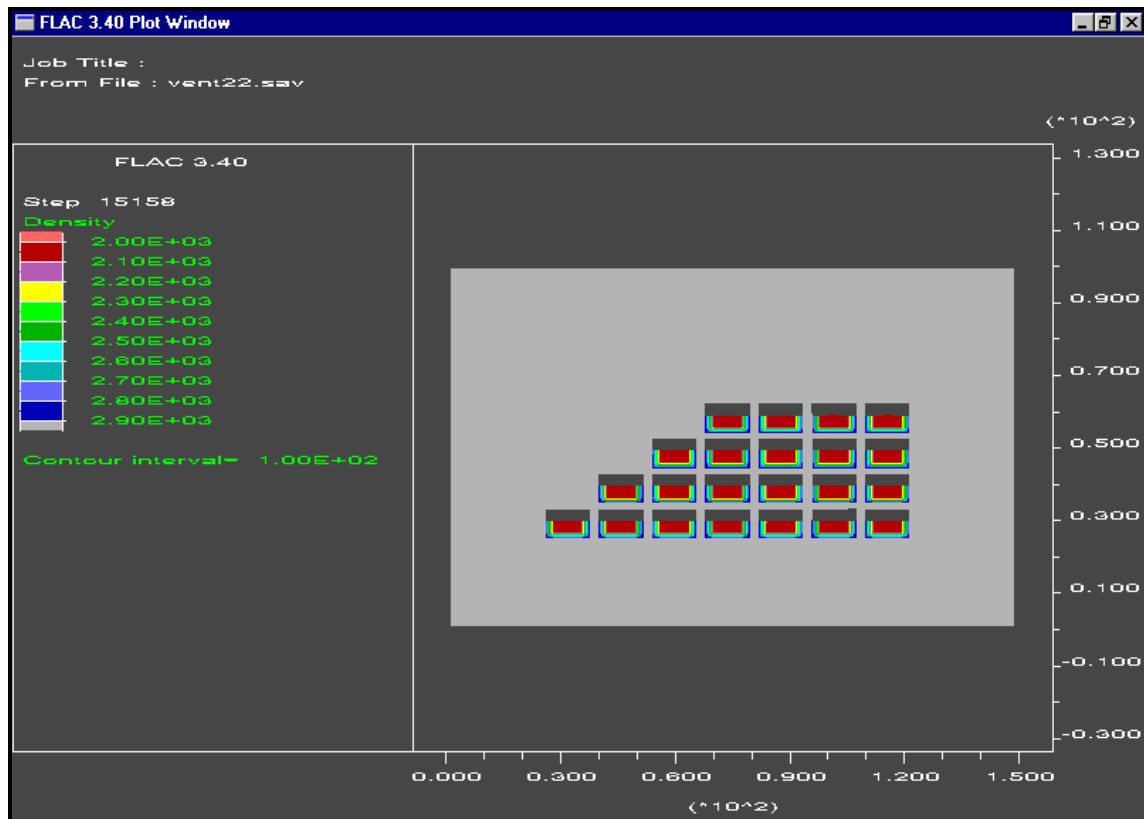 FLAC 3.40 Plot Window
Job Title :
From File : vent22.sav
(*10^2)
FLAC 3.40
Step 15158
Density
2.00E+03
2.10E+03
2.20E+03
2.30E+03
2.40E+03
2.50E+03
2.60E+03
2.70E+03
2.80E+03
2.90E+03
Contour interval= 1.00E+02
1.300
1.100
0.900
0.700
0.500
0.300
0.100
-0.100
-0.300
0.000 0.300 0.600 0.900 1.200 1.500
(*10^2)